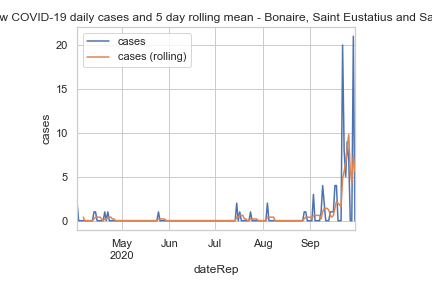 w COVID-19 daily cases and 5 day rolling mean - Bonaire, Saint Eustatius and Sa
cases
cases (rolling)
20
15
10
5
0
cases
May Jun Jul Aug Sep
2020
dateRep